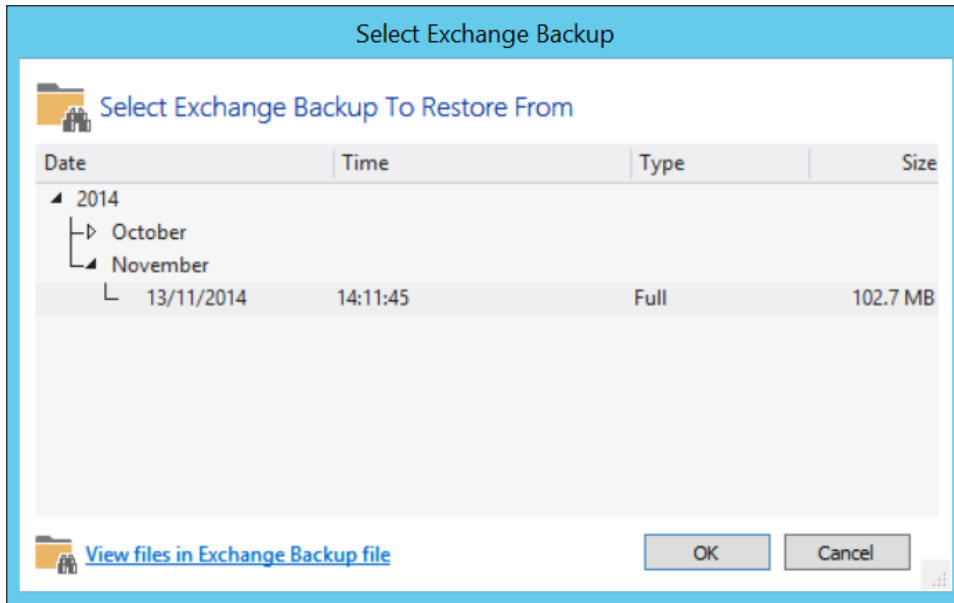 Select Exchange Backup
Select Exchange Backup To Restore From
Date Time Type Size
2014
October
November
13/11/2014 14:11:45 Full 102.7 MB
View files in Exchange Backup file OK Cancel